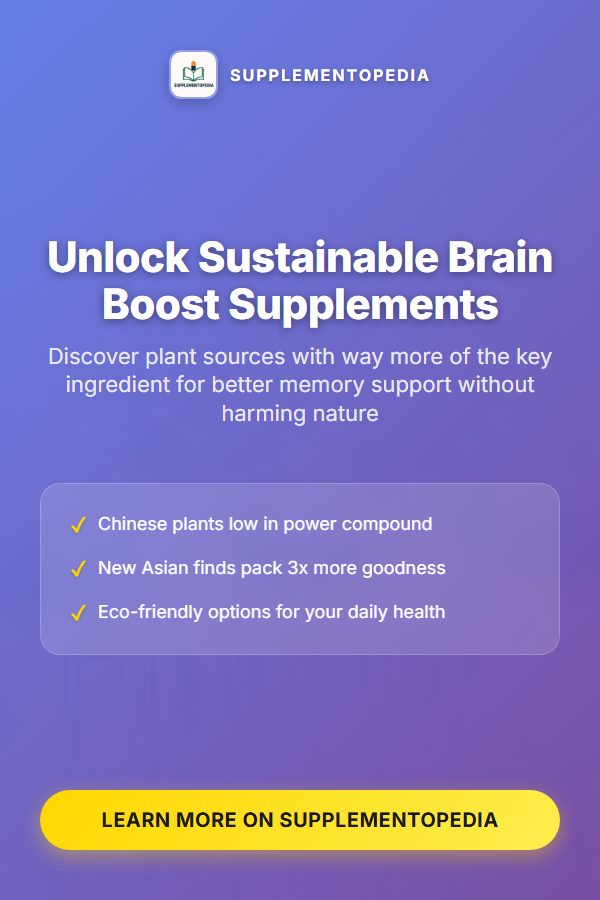 SUPPLEMENTOPEDIA
SUPPLEMENTOPEDIA
Unlock Sustainable Brain
Boost Supplements
Discover plant sources with way more of the key
ingredient for better memory support without
harming nature
✓ Chinese plants low in power compound
✓ New Asian finds pack 3x more goodness
✓ Eco-friendly options for your daily health
LEARN MORE ON SUPPLEMENTOPEDIA